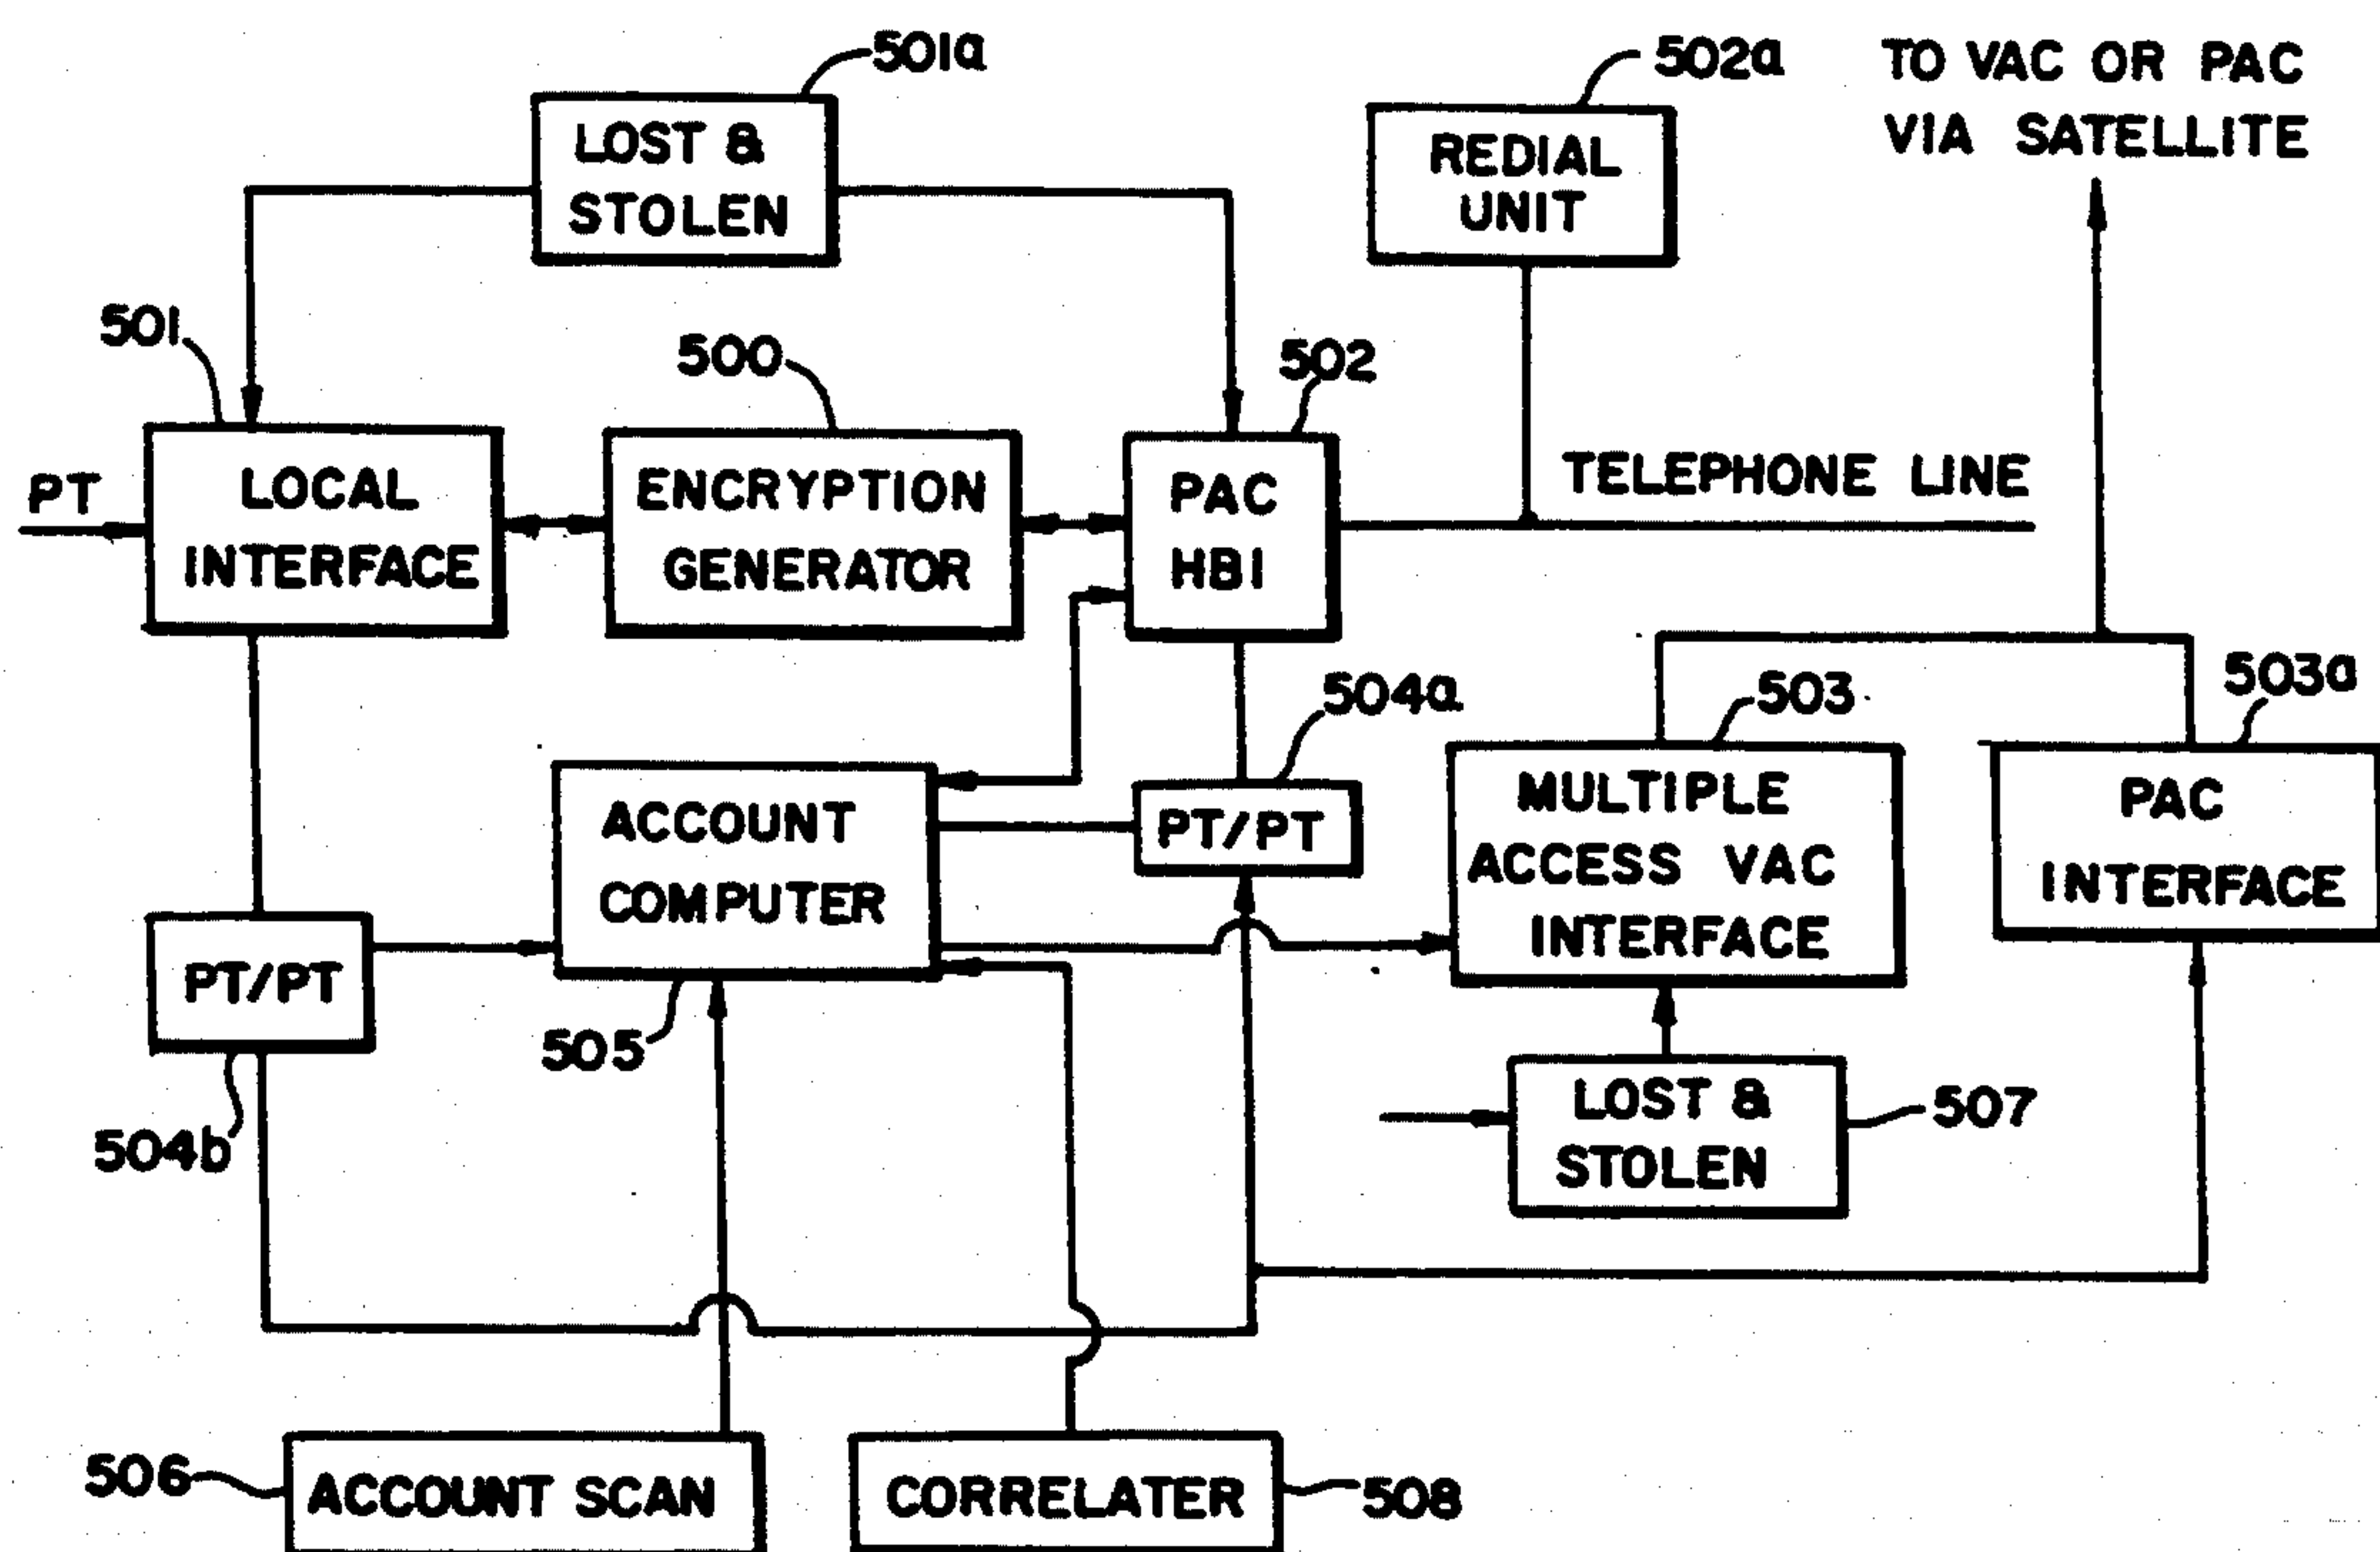 501a
LOST &
STOLEN
502a
REDIAL
UNIT
TO VAC OR PAC
VIA SATELLITE
501
500
502
PT
LOCAL
INTERFACE
ENCRYPTION
GENERATOR
PAC
HBI
TELEPHONE LINE
504a
503
503a
ACCOUNT
COMPUTER
PT/PT
MULTIPLE
ACCESS VAC
INTERFACE
PAC
INTERFACE
PT/PT
504b
505
LOST &
STOLEN
507
506
ACCOUNT SCAN
CORRELATER
508